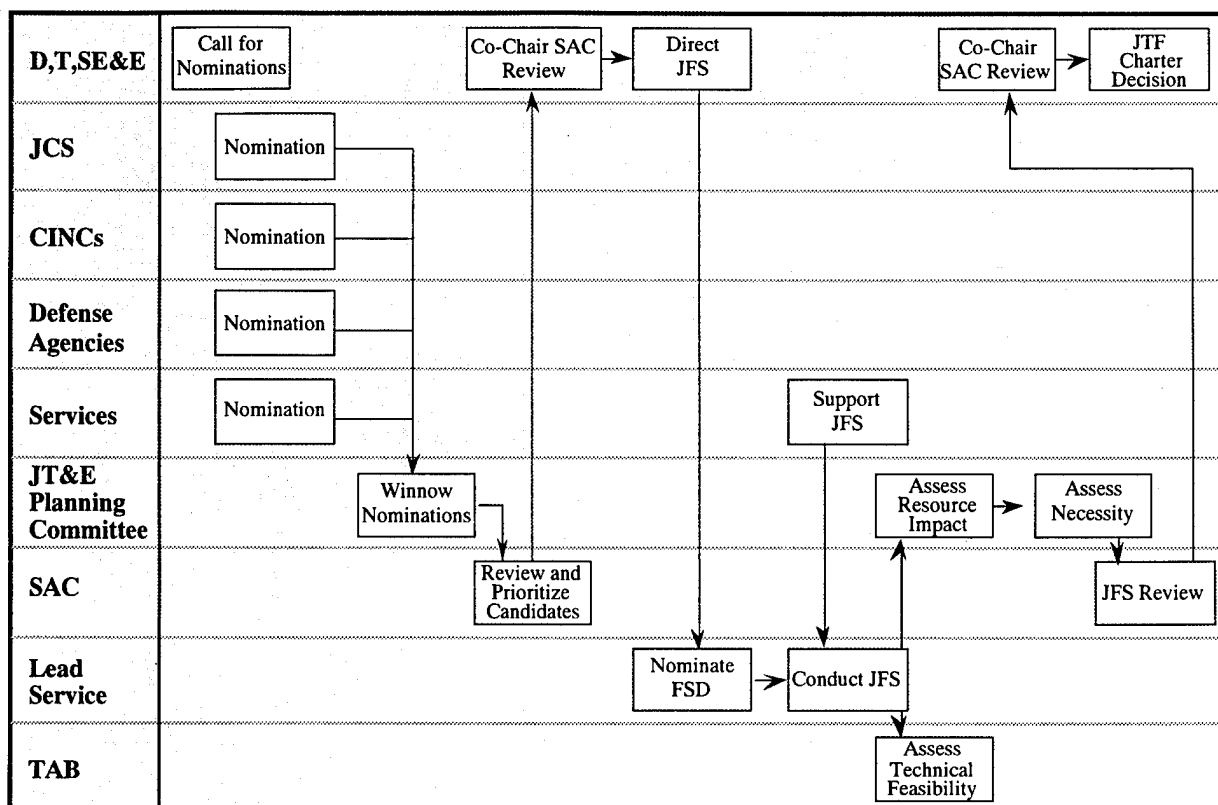 D,T,SE&E
Call for
Nominations
Co-Chair SAC
Review
Direct
JFS
Co-Chair
SAC Review
JTF
Charter
Decision
JCS
Nomination
CINCs
Nomination
Defense
Agencies
Nomination
Services
Nomination
Support
JFS
JT&E
Planning
Committee
Winnow
Nominations
Assess
Resource
Impact
Assess
Necessity
SAC
Review and
Prioritize
Candidates
JFS Review
Lead
Service
Nominate
FSD
Conduct JFS
TAB
Assess
Technical
Feasibility